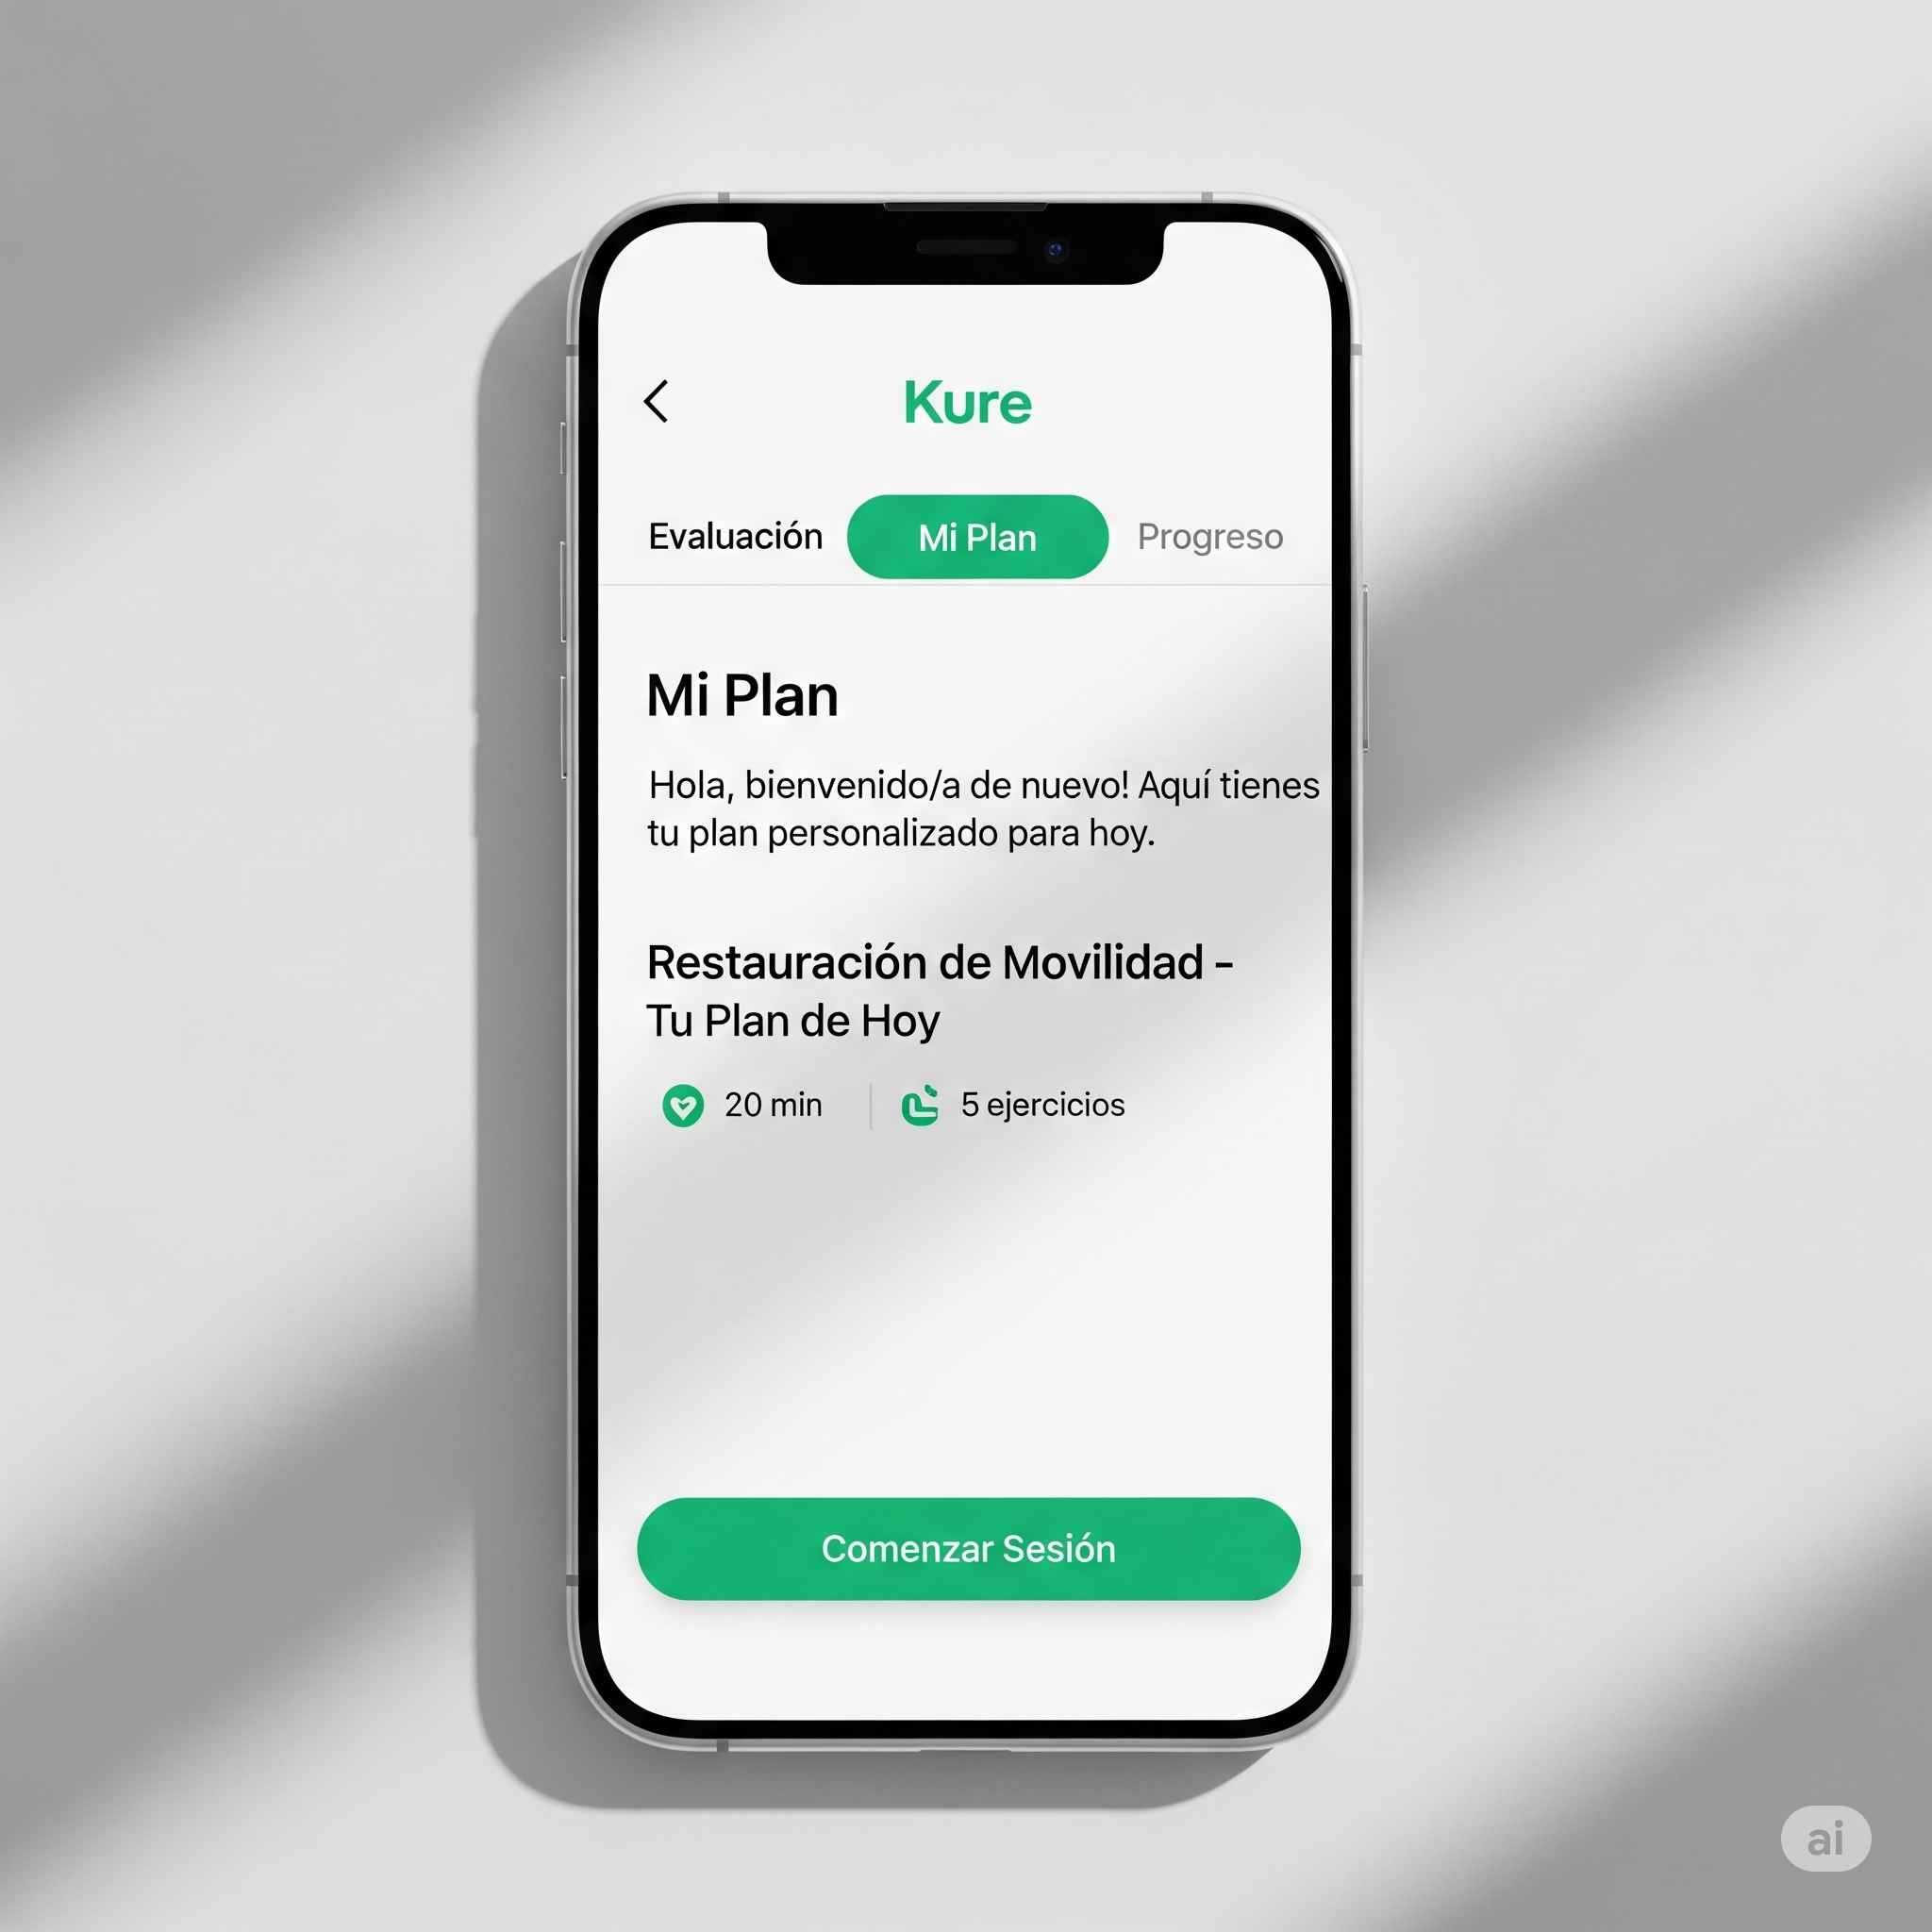 Kure
Evaluación Mi Plan Progreso
Mi Plan
Hola, bienvenido/a de nuevo! Aquí tienes
tu plan personalizado para hoy.
Restauración de Movilidad -
Tu Plan de Hoy
20 min 5 ejercicios
Comenzar Sesión
ai